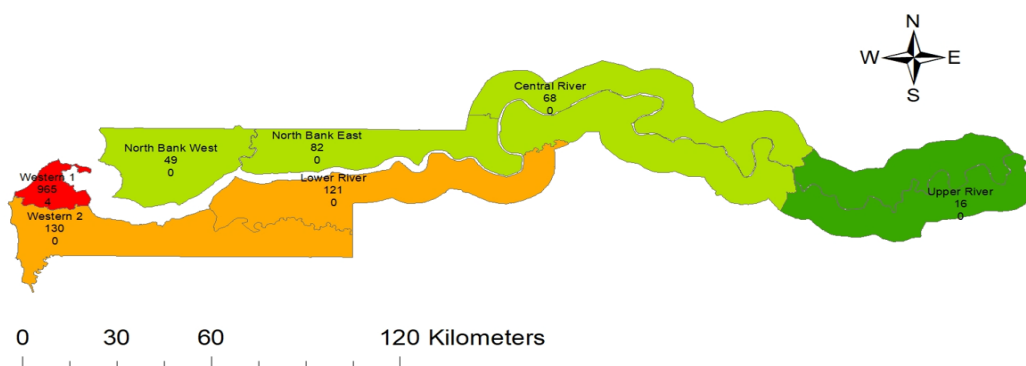 N
W E
S
Central River
68
0
North Bank East
82
0
North Bank West
49
0
Western 1
965
4
Lower River
121
0
Upper River
16
0
Western 2
130
0
0 30 60 120 Kilometers